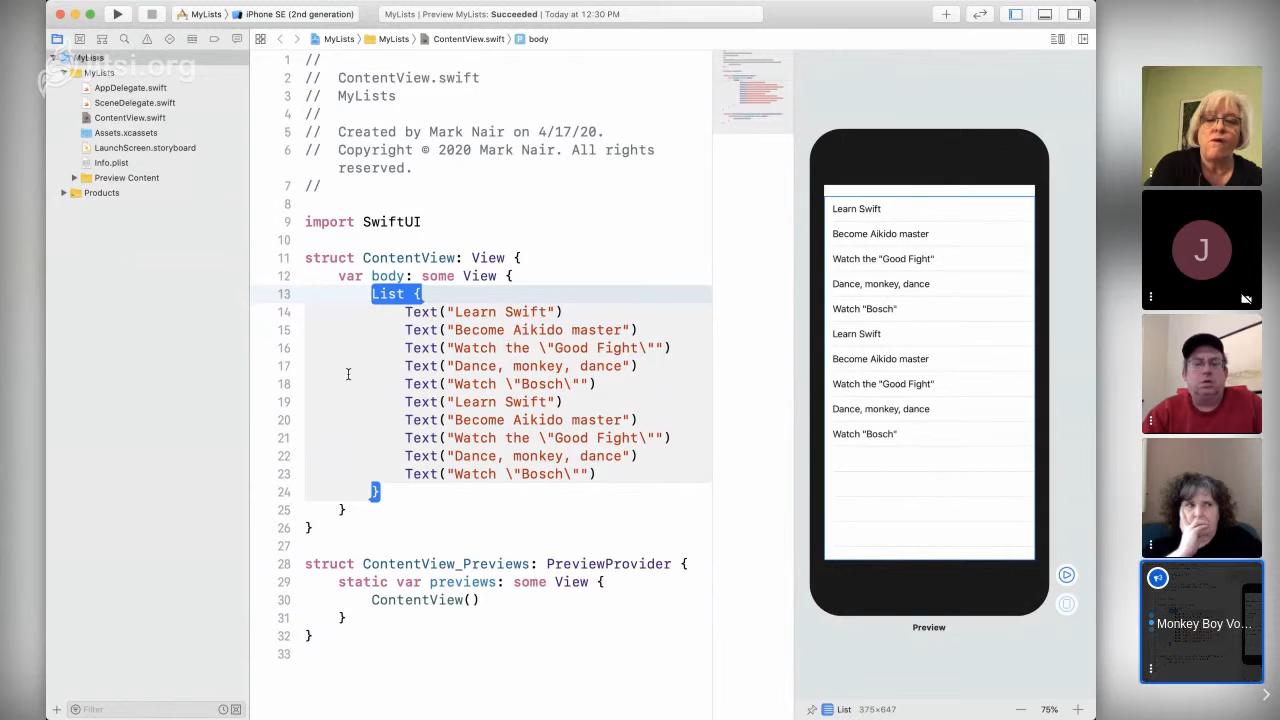 MyLists
iPhone SE (2nd generation)
MyLists | Preview MyLists: Succeeded | Today at 12:30 PM
MyLists
MyLists
ContentView.swift
body
jitsi.org
MyLists
MyLists
AppDelegate.swift
SceneDelegate.swift
ContentView.swift
Assets.xcassets
LaunchScreen.storyboard
Info.plist
Preview Content
Products
1 //
2 // ContentView.swift
3 // MyLists
4 //
5 // Created by Mark Nair on 4/17/20.
6 // Copyright © 2020 Mark Nair. All rights
reserved.
7 //
8
9 import SwiftUI
10
11 struct ContentView: View {
12 var body: some View {
13 List {
14 Text("Learn Swift")
15 Text("Become Aikido master")
16 Text("Watch the \"Good Fight\"")
17 Text("Dance, monkey, dance")
18 Text("Watch \"Bosch\"")
19 Text("Learn Swift")
20 Text("Become Aikido master")
21 Text("Watch the \"Good Fight\"")
22 Text("Dance, monkey, dance")
23 Text("Watch \"Bosch\"")
24 }
25 }
26 }
27
28 struct ContentView_Previews: PreviewProvider {
29 static var previews: some View {
30 ContentView()
31 }
32 }
33
Learn Swift
Become Aikido master
Watch the "Good Fight"
Dance, monkey, dance
Watch "Bosch"
Learn Swift
Become Aikido master
Watch the "Good Fight"
Dance, monkey, dance
Watch "Bosch"
Preview
J
Monkey Boy Vo...
Filter
List 375×647
75%